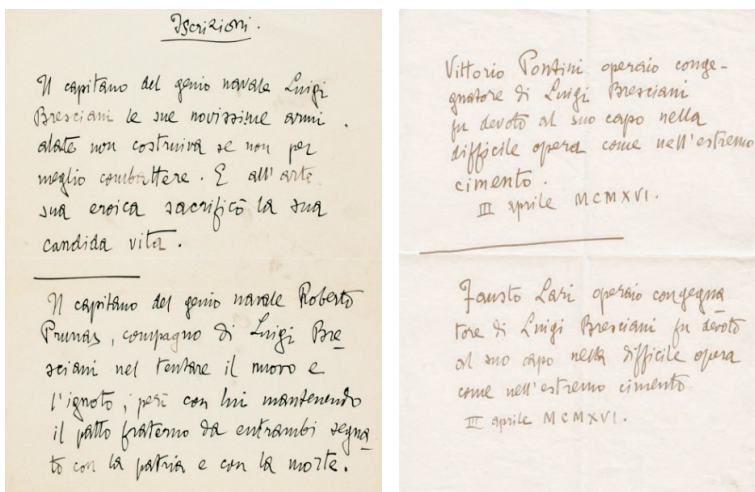 Iscrizioni.
Il capitano del genio navale Luigi
Bresciani le sue novissime armi
alate non costruiva se non per
meglio combattere. E all'arte
sua eroica sacrificò la sua
candida vita.
Il capitano del genio navale Roberto
Prunas, compagno di Luigi Bre-
sciani nel tentare il nuovo e
l'ignoto, perì con lui mantenendo
il patto fraterno da entrambi segna-
to con la patria e con la morte.
Vittorio Pontini operaio conge-
gnatore di Luigi Bresciani
fu devoto al suo capo nella
difficile opera come nell'estremo
cimento.
III aprile MCMXVI.
Fausto Lari operaio congegna
tore di Luigi Bresciani fu devoto
al suo capo nella difficile opera
come nell'estremo cimento
III aprile MCMXVI.